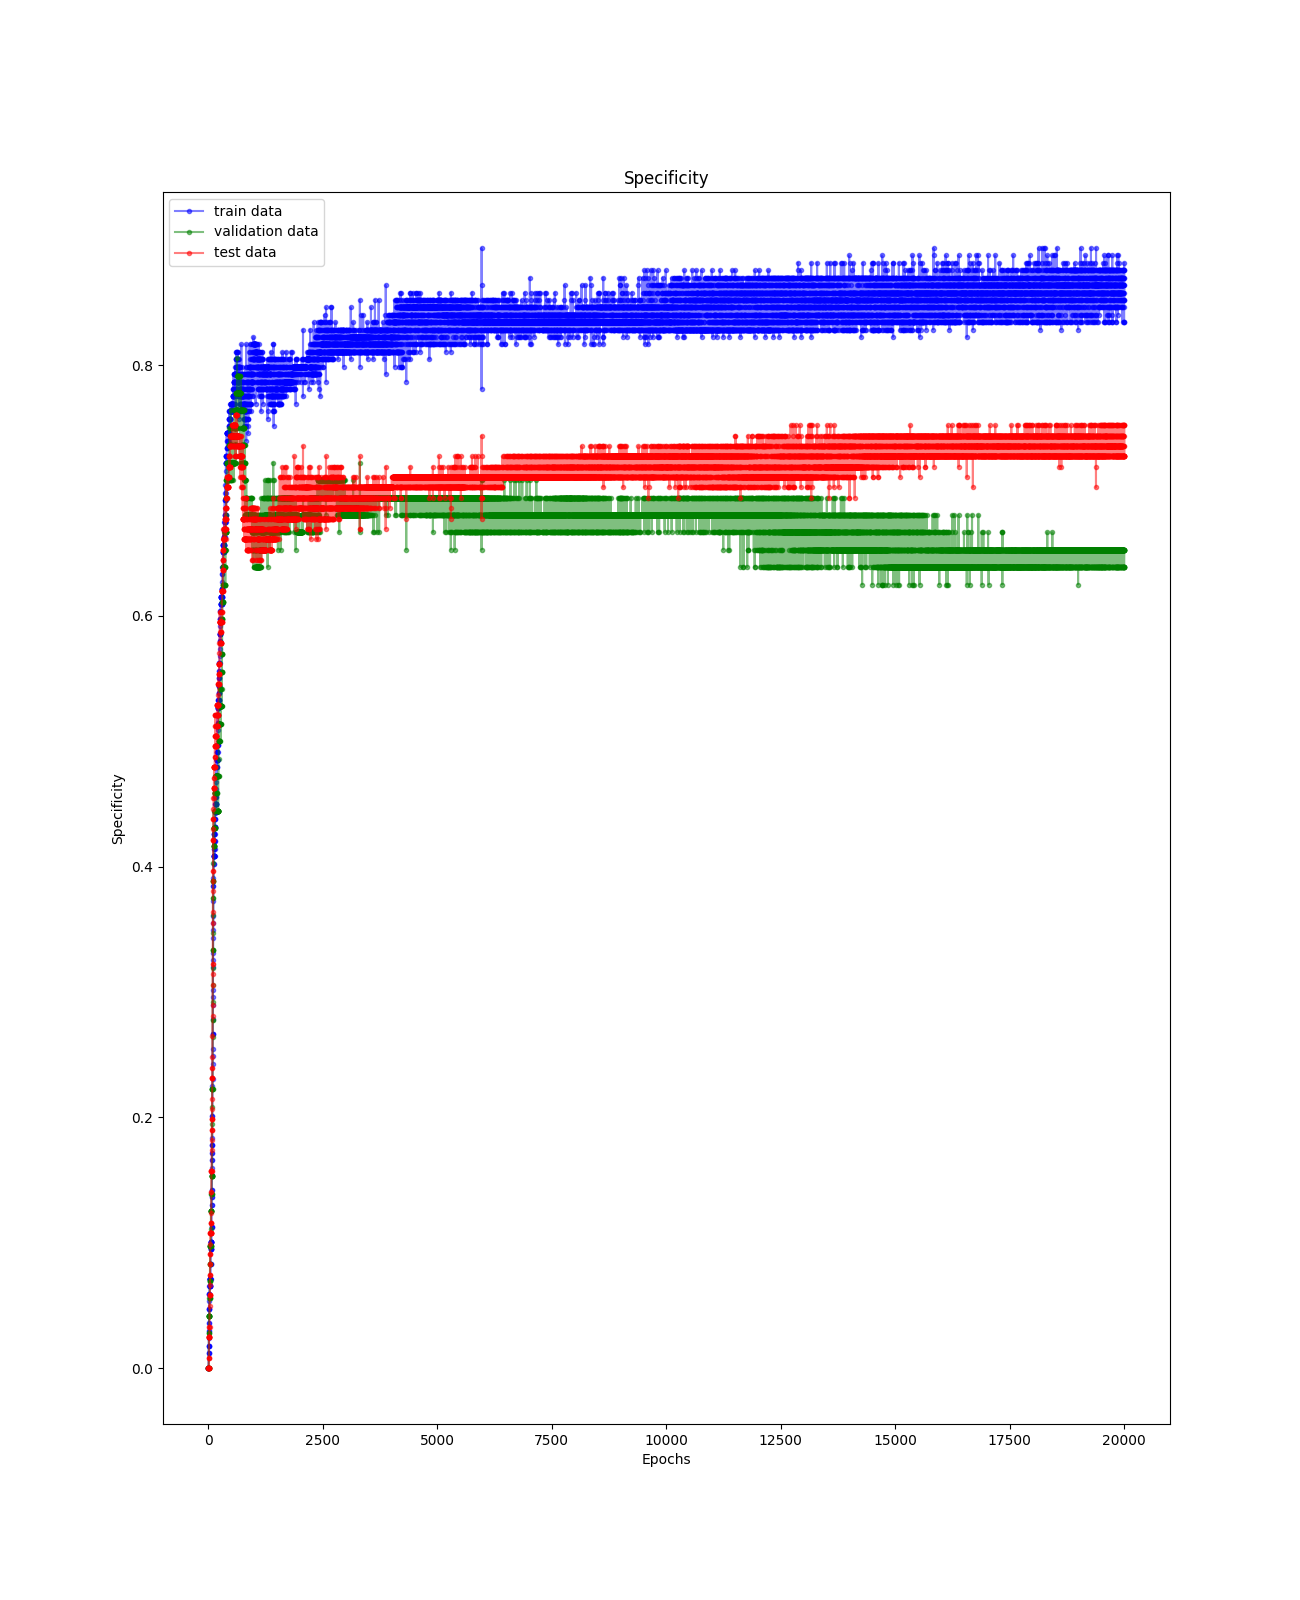 Specificity
train data
validation data
test data
Specificity
0.8
0.6
0.4
0.2
0.0
0 2500 5000 7500 10000 12500 15000 17500 20000
Epochs